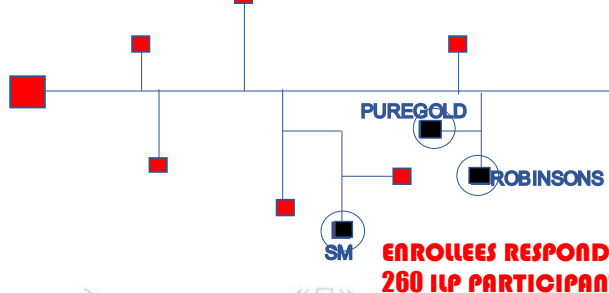 PUREGOLD
ROBINSONS
SM
ENROLLEES RESPOND
260 ILP PARTICIPAN